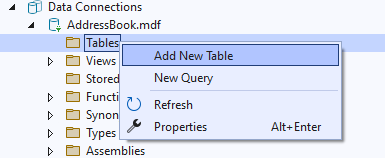 Data Connections
AddressBook.mdf
Tables
Add New Table
Views
New Query
Stored
Functi
Refresh
Synon
Types
Properties Alt+Enter
Assemblies